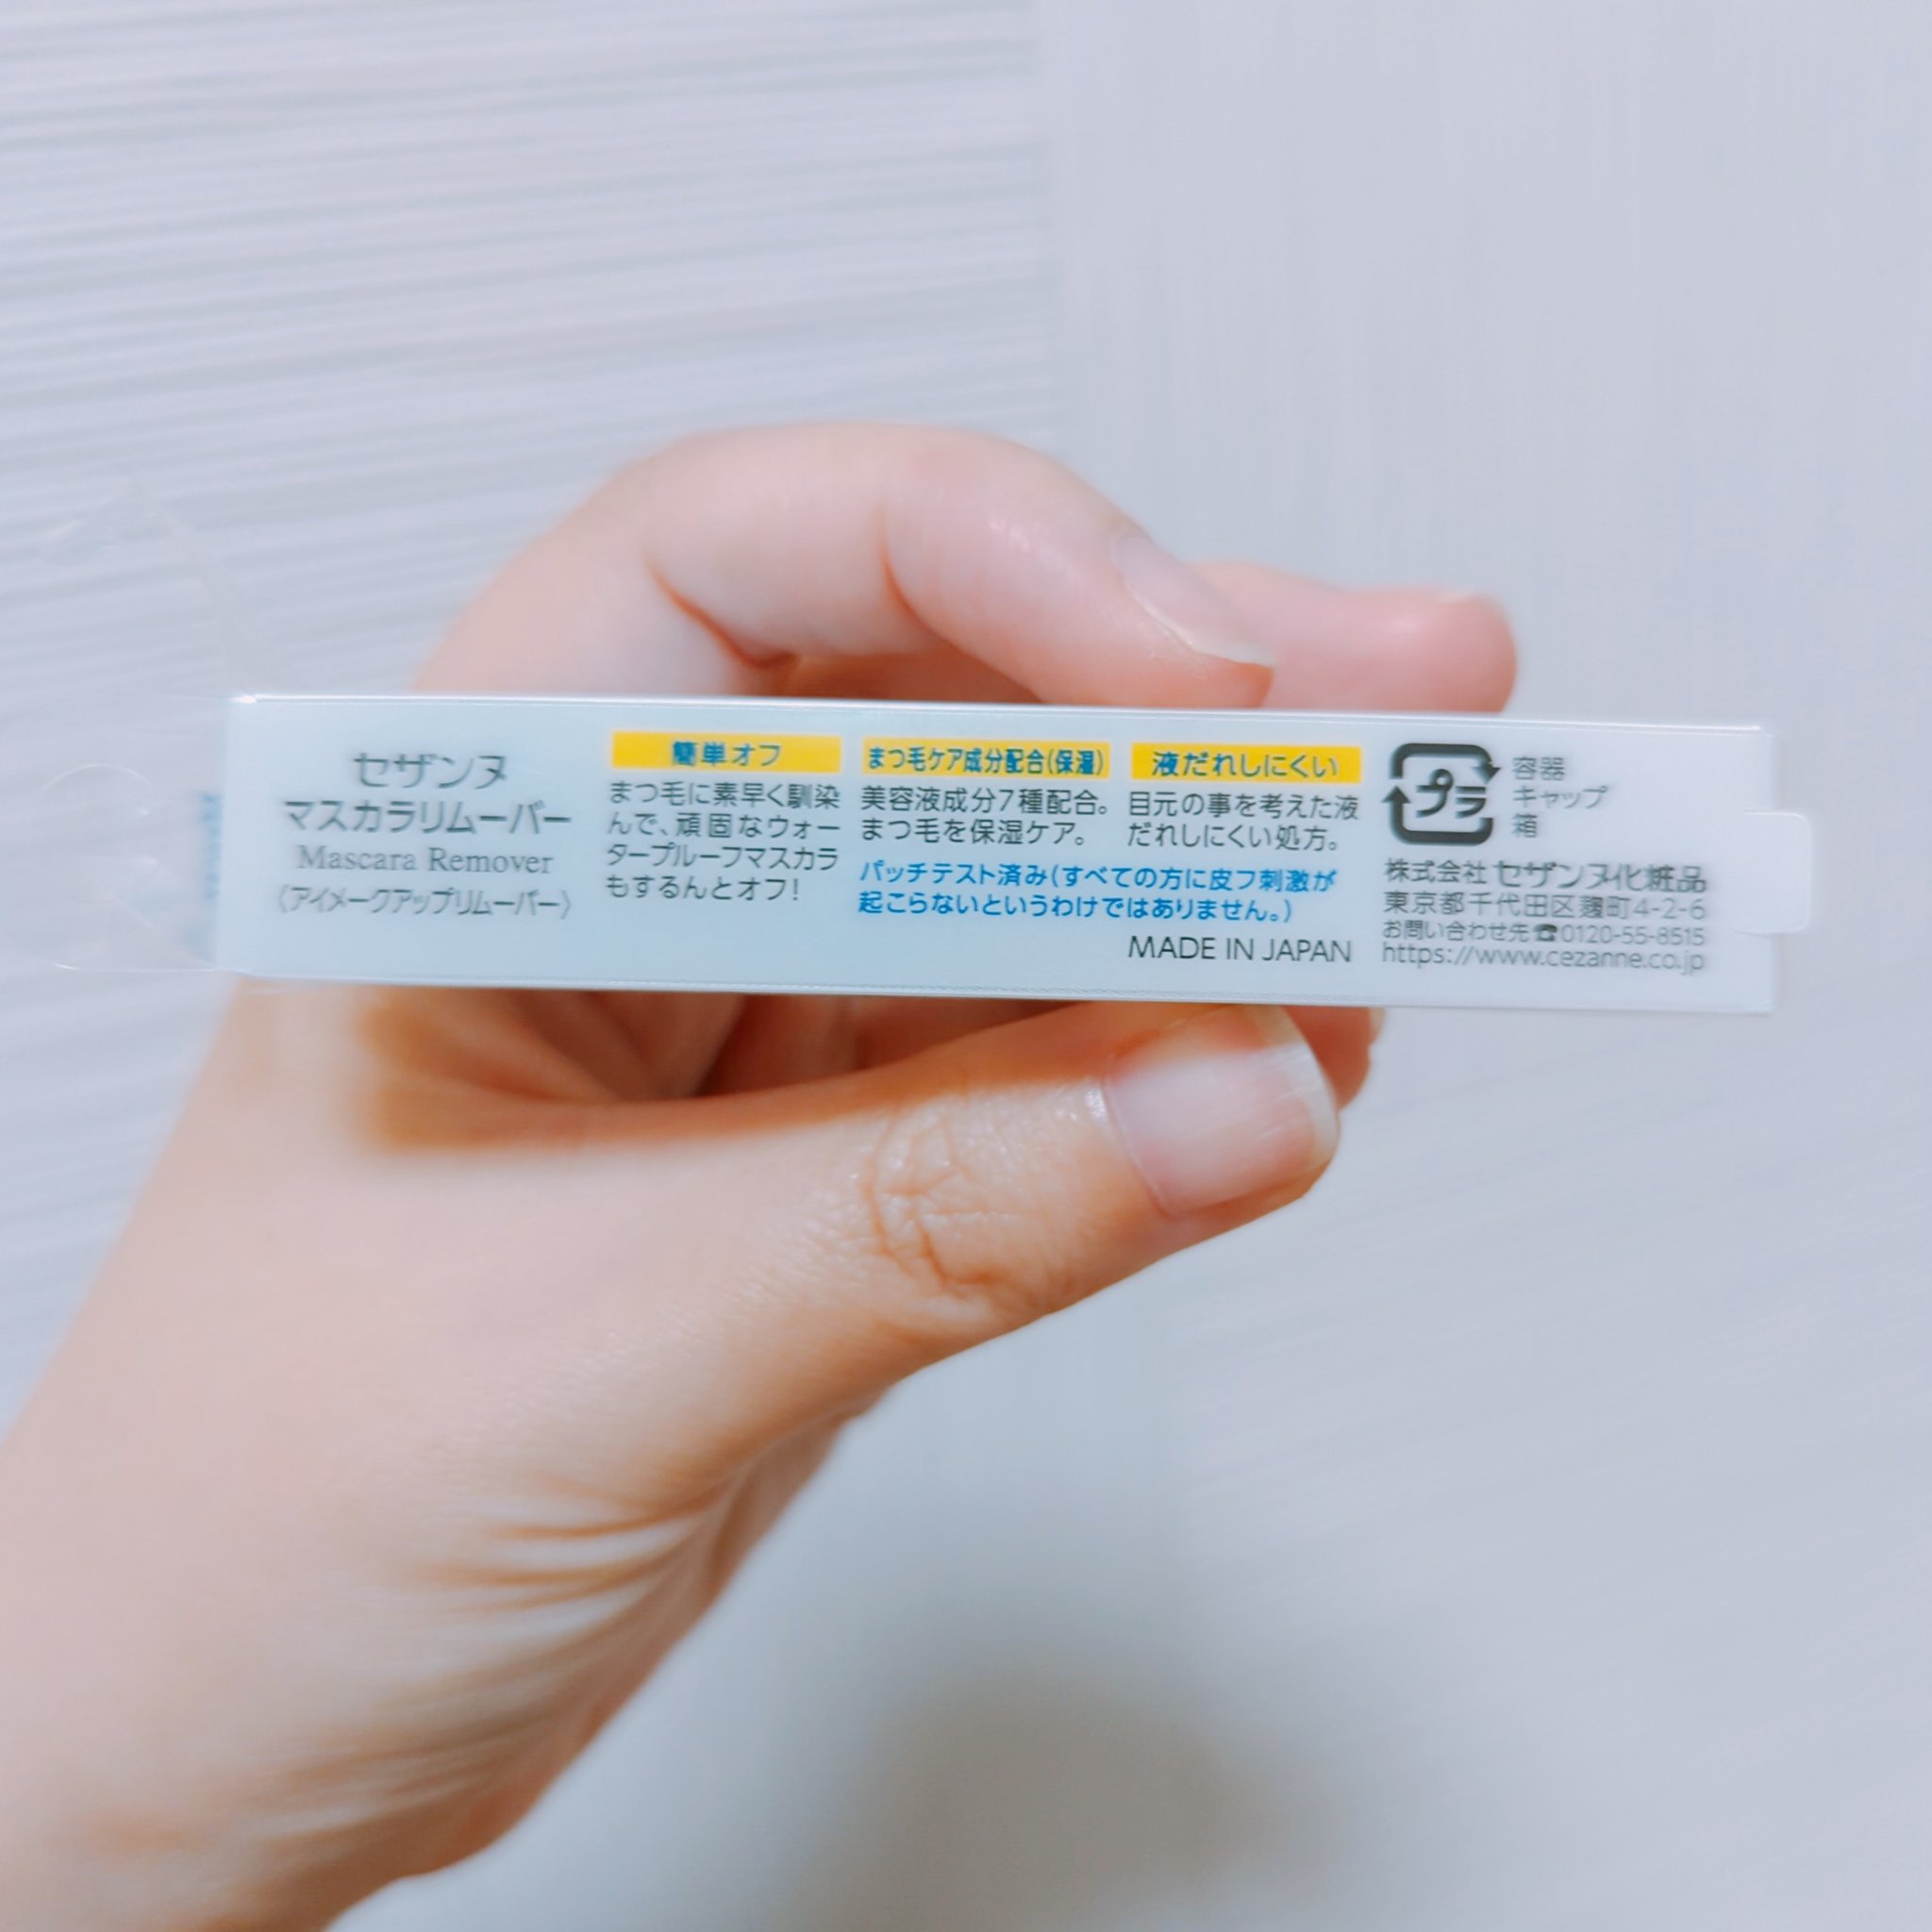 セザンヌ
マスカラリムーバー
Mascara Remover
〈アイメークアップリムーバー〉
簡単オフ
まつ毛に素早く馴染
んで、頑固なウォー
タープルーフマスカラ
もするんとオフ!
まつ毛ケア成分配合(保湿)
美容液成分7種配合。
まつ毛を保湿ケア。
液だれしにくい
目元の事を考えた液
だれしにくい処方。
パッチテスト済み(すべての方に皮フ刺激が
起こらないというわけではありません。)
MADE IN JAPAN
プラ
容器
キャップ
箱
株式会社 セザンヌ化粧品
東京都千代田区麹町4-2-6
お問い合わせ先☎0120-55-8515
https://www.cezanne.co.jp